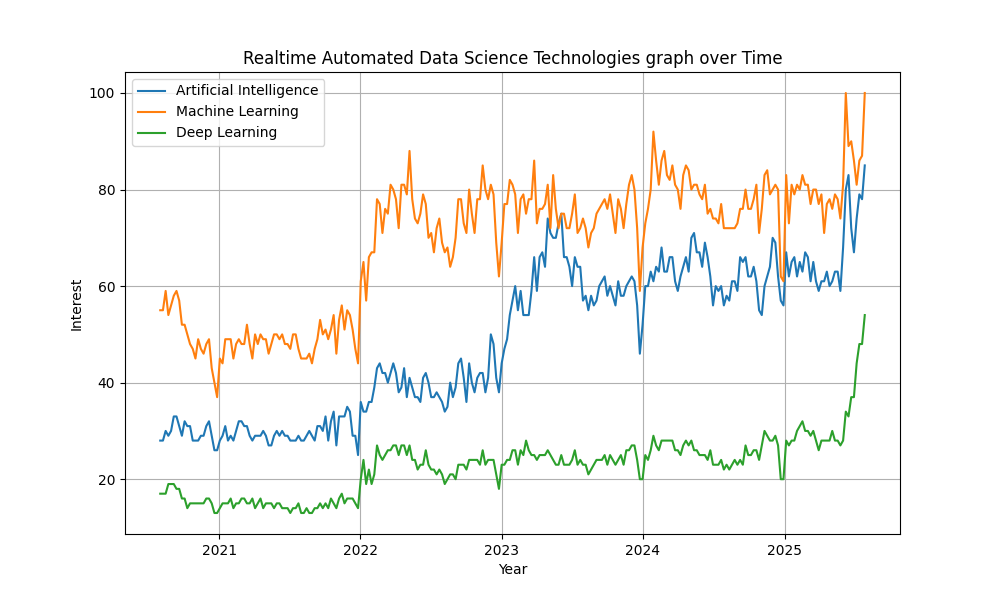 Realtime Automated Data Science Technologies graph over Time
Artificial Intelligence
Machine Learning
Deep Learning
100
80
60
40
20
Interest
2021 2022 2023 2024 2025
Year